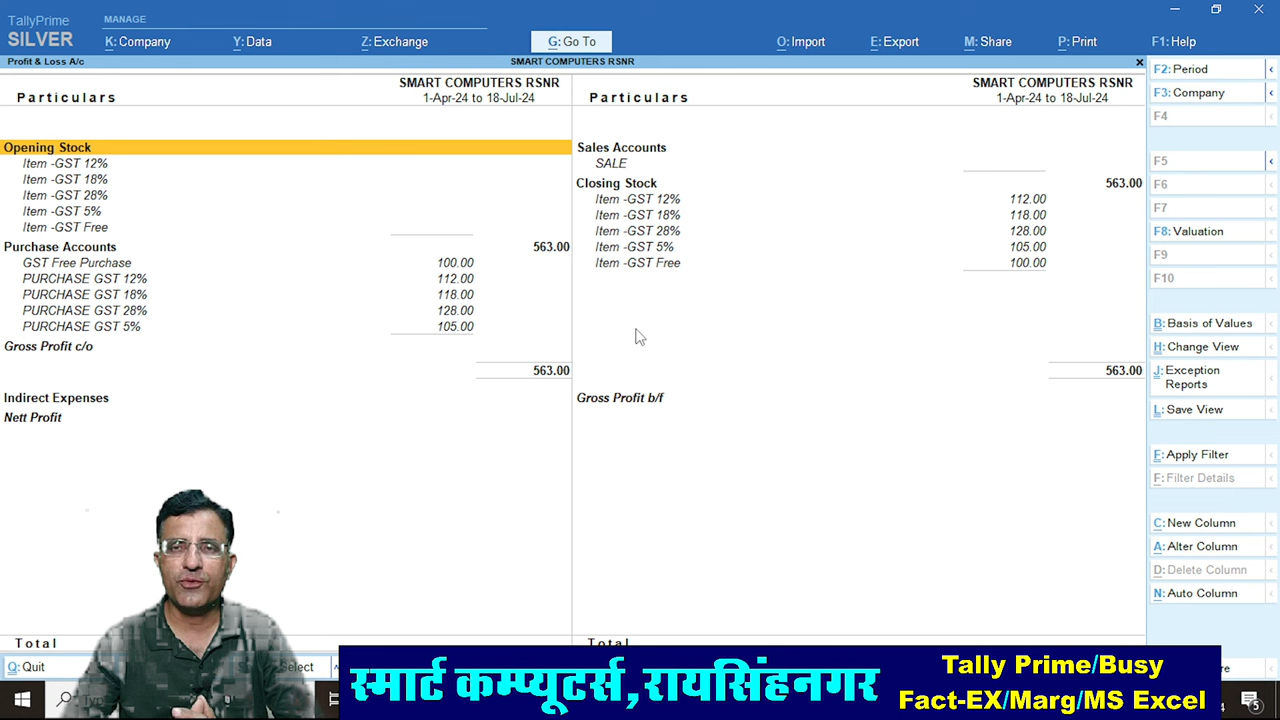 TallyPrime
SILVER
MANAGE
K: Company
Y: Data
Z: Exchange
G: Go To
O: Import
E: Export
M: Share
P: Print
F1: Help
Profit & Loss A/c
SMART COMPUTERS RSNR
Particulars
SMART COMPUTERS RSNR
1-Apr-24 to 18-Jul-24
Opening Stock
Item -GST 12%
Item -GST 18%
Item -GST 28%
Item -GST 5%
Item -GST Free
Purchase Accounts 563.00
GST Free Purchase 100.00
PURCHASE GST 12% 112.00
PURCHASE GST 18% 118.00
PURCHASE GST 28% 128.00
PURCHASE GST 5% 105.00
Gross Profit c/o
563.00
Indirect Expenses
Nett Profit
Total
Particulars
SMART COMPUTERS RSNR
1-Apr-24 to 18-Jul-24
Sales Accounts
SALE
Closing Stock 563.00
Item -GST 12% 112.00
Item -GST 18% 118.00
Item -GST 28% 128.00
Item -GST 5% 105.00
Item -GST Free 100.00
563.00
Gross Profit b/f
Total
F2: Period
F3: Company
F4
F5
F6
F7
F8: Valuation
F9
F10
B: Basis of Values
H: Change View
J: Exception
Reports
L: Save View
F: Apply Filter
F: Filter Details
C: New Column
A: Alter Column
D: Delete Column
N: Auto Column
Q: Quit
स्मार्ट कम्प्यूटर्स,रायसिंहनगर
Tally Prime/Busy
Fact-EX/Marg/MS Excel
5